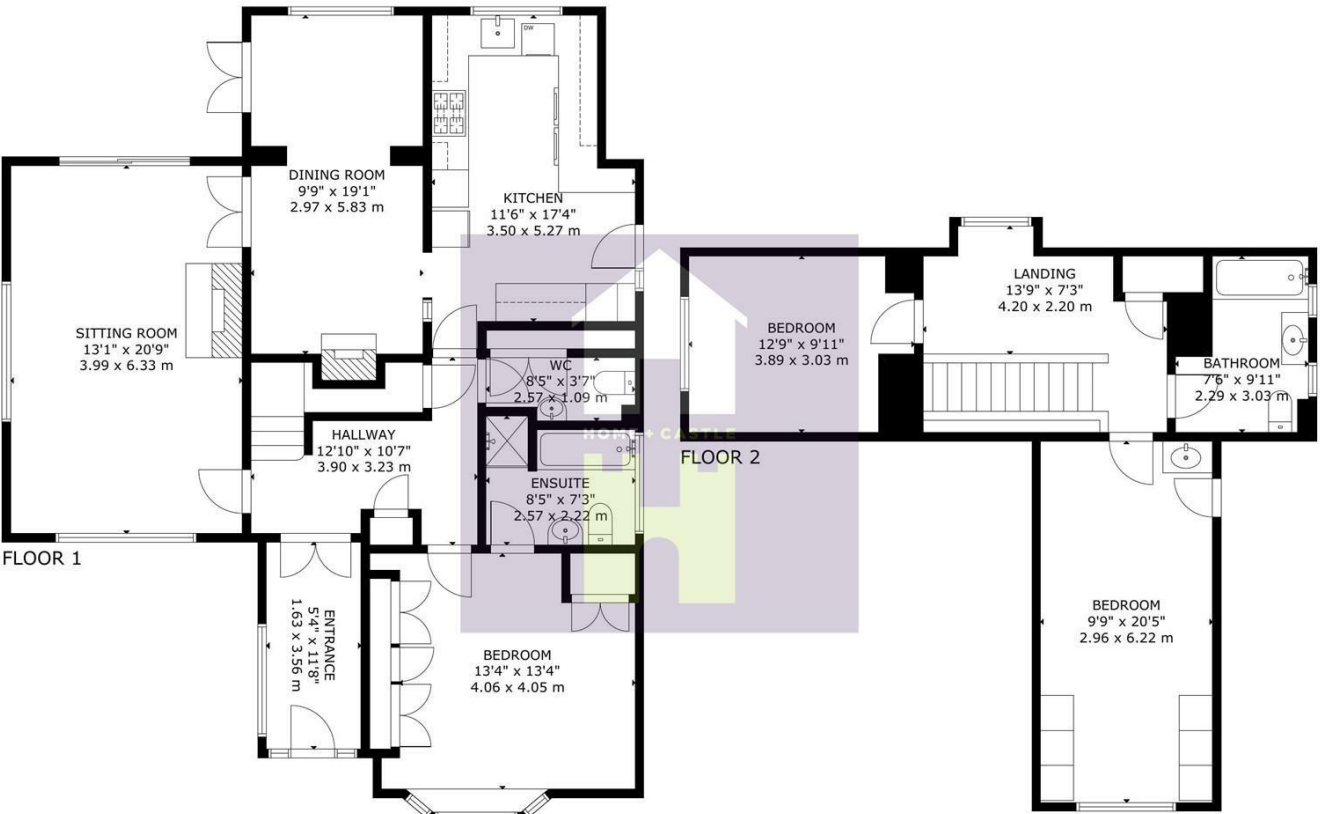 DW
DINING ROOM
9'9" x 19'1"
2.97 x 5.83 m
KITCHEN
11'6" x 17'4"
3.50 x 5.27 m
SITTING ROOM
13'1" x 20'9"
3.99 x 6.33 m
WC
8'5" x 3'7"
2.57 x 1.09 m
HALLWAY
12'10" x 10'7"
3.90 x 3.23 m
ENSUITE
8'5" x 7'3"
2.57 x 2.22 m
ENTRANCE
5'4" x 11'8"
1.63 x 3.56 m
BEDROOM
13'4" x 13'4"
4.06 x 4.05 m
FLOOR 1
HOME + CASTLE
LANDING
13'9" x 7'3"
4.20 x 2.20 m
BEDROOM
12'9" x 9'11"
3.89 x 3.03 m
BATHROOM
7'6" x 9'11"
2.29 x 3.03 m
FLOOR 2
BEDROOM
9'9" x 20'5"
2.96 x 6.22 m